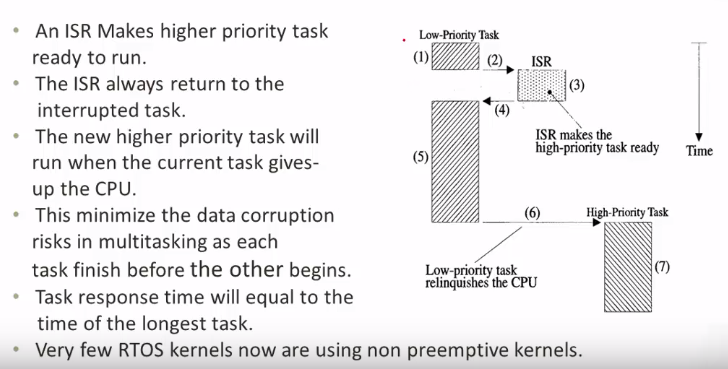 • An ISR Makes higher priority task
ready to run.
• The ISR always return to the
interrupted task.
• The new higher priority task will
run when the current task gives-
up the CPU.
• This minimize the data corruption
risks in multitasking as each
task finish before the other begins.
• Task response time will equal to the
time of the longest task.
• Very few RTOS kernels now are using non preemptive kernels.
Low-Priority Task
(1)
(2)
ISR
(3)
(4)
ISR makes the
high-priority task ready
Time
(5)
(6)
High-Priority Task
Low-priority task
relinquishes the CPU
(7)